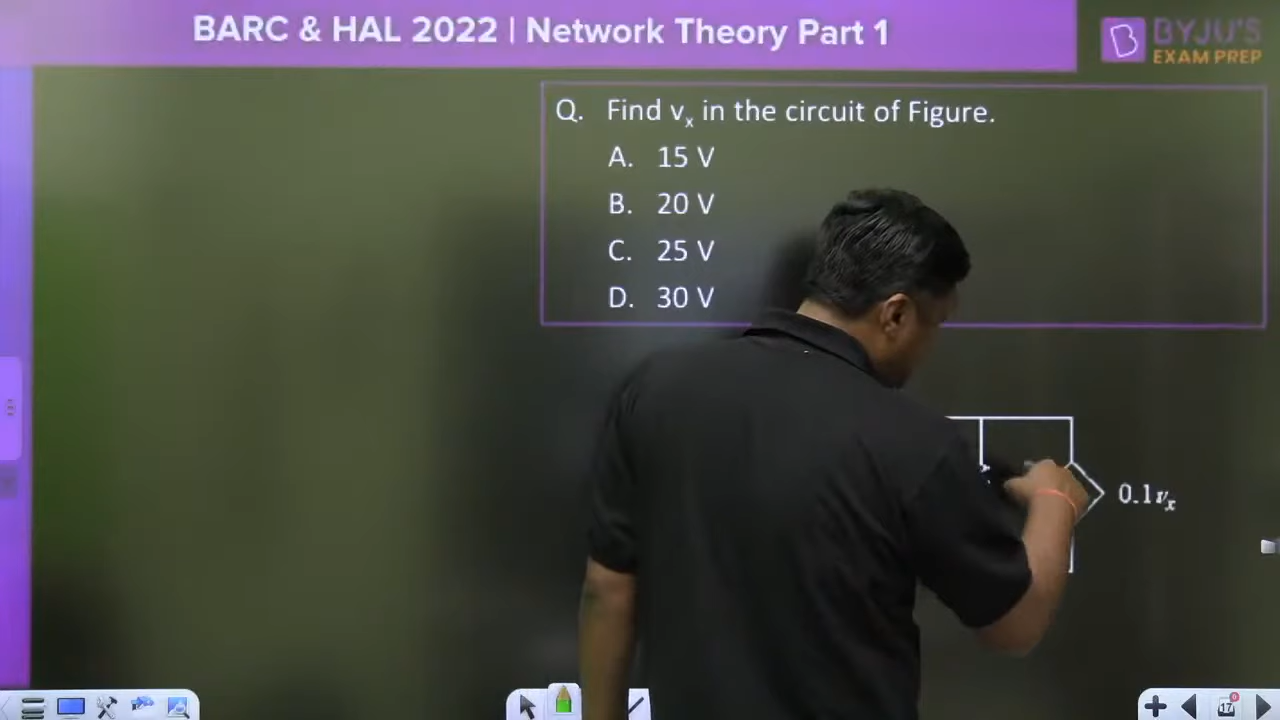 BARC & HAL 2022 | Network Theory Part 1
BYJU'S
EXAM PREP
Q. Find vₓ in the circuit of Figure.
A. 15 V
B. 20 V
C. 25 V
D. 30 V
0.1vₓ
17